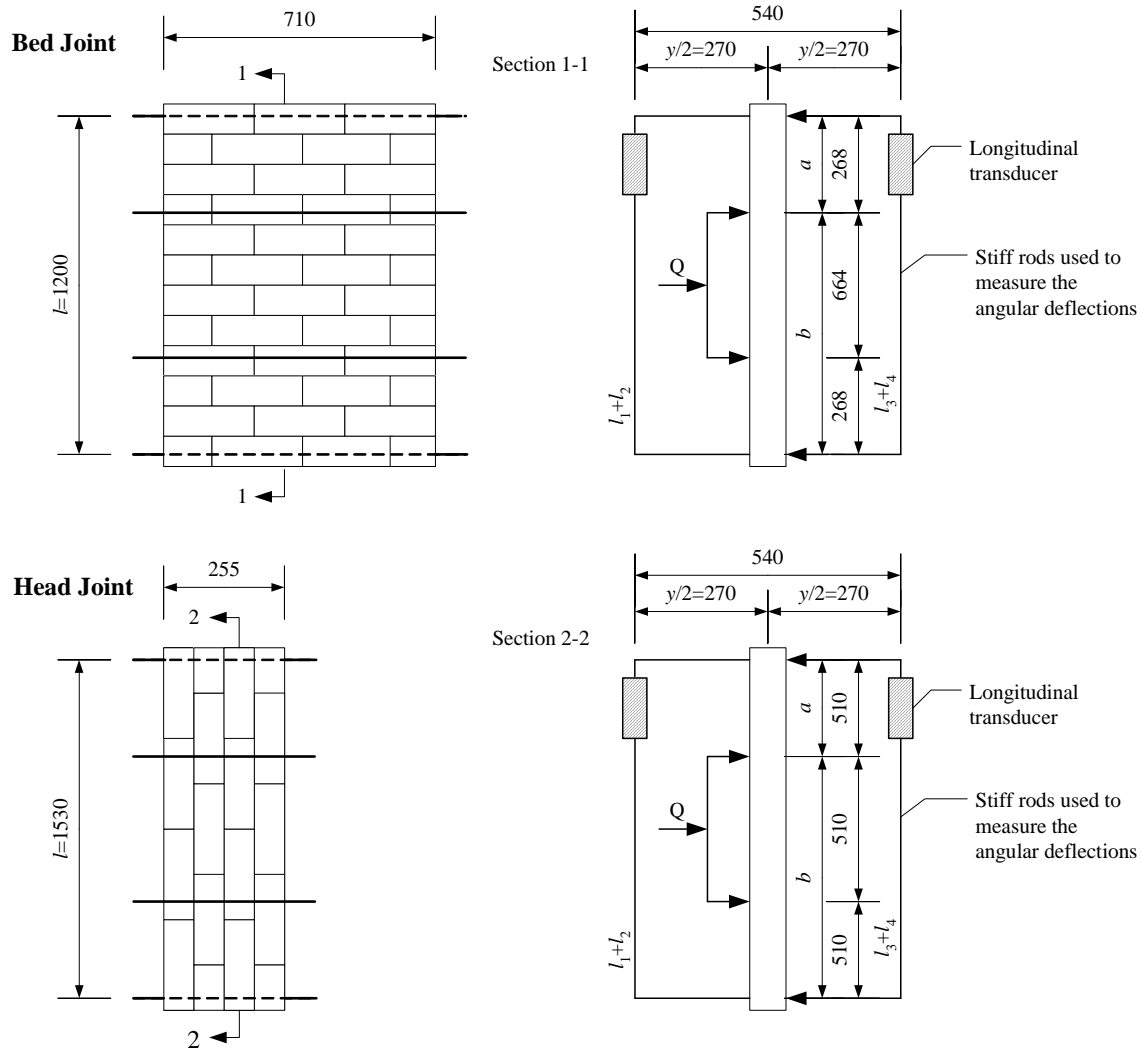 Bed Joint
710
1
l=1200
1
Section 1-1
540
y/2=270
y/2=270
a
268
Longitudinal
transducer
Q
664
Stiff rods used to
measure the
angular deflections
b
268
l1+l2
l3+l4
Head Joint
255
2
l=1530
2
Section 2-2
540
y/2=270
y/2=270
a
510
Longitudinal
transducer
Q
510
Stiff rods used to
measure the
angular deflections
b
510
l1+l2
l3+l4